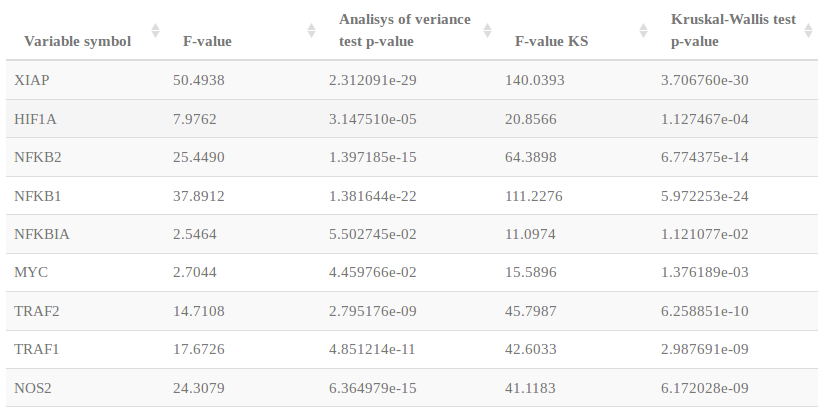 Variable symbol F-value Analisys of veriance test p-value F-value KS Kruskal-Wallis test p-value
XIAP 50.4938 2.312091e-29 140.0393 3.706760e-30
HIF1A 7.9762 3.147510e-05 20.8566 1.127467e-04
NFKB2 25.4490 1.397185e-15 64.3898 6.774375e-14
NFKB1 37.8912 1.381644e-22 111.2276 5.972253e-24
NFKBIA 2.5464 5.502745e-02 11.0974 1.121077e-02
MYC 2.7044 4.459766e-02 15.5896 1.376189e-03
TRAF2 14.7108 2.795176e-09 45.7987 6.258851e-10
TRAF1 17.6726 4.851214e-11 42.6033 2.987691e-09
NOS2 24.3079 6.364979e-15 41.1183 6.172028e-09